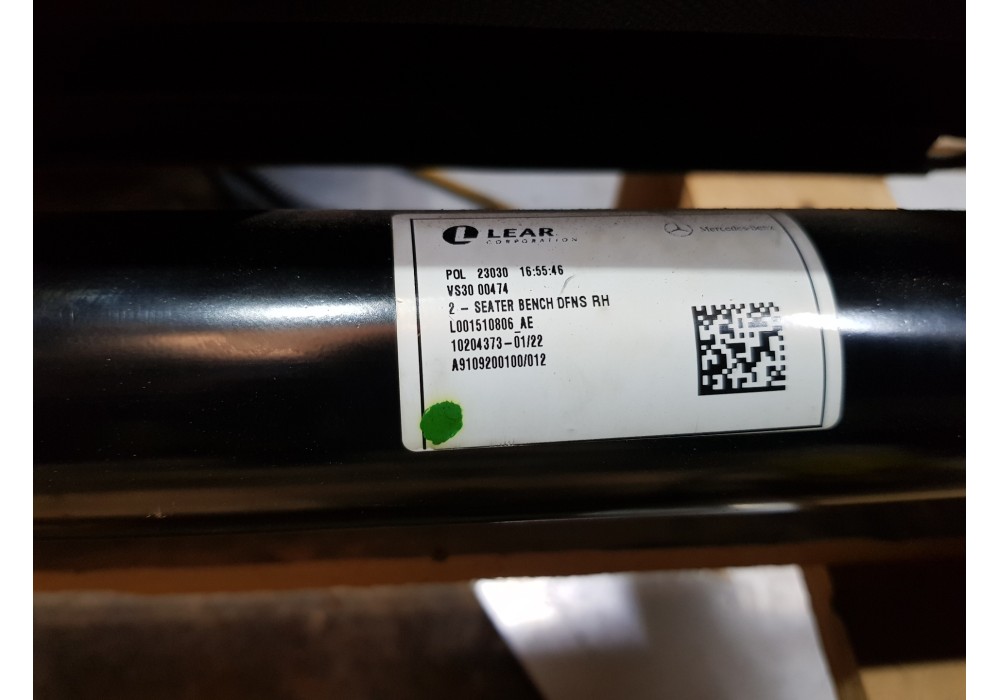 LEAR
CORPORATION
Mercedes-Benz
POL 23030 16:55:46
VS30 00474
2 - SEATER BENCH DFNS RH
L001510806_AE
10204373-01/22
A9109200100/012